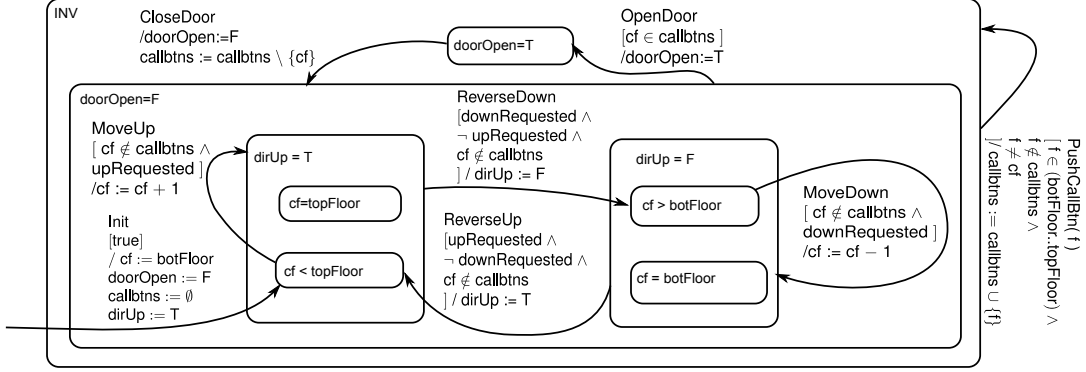 INV
CloseDoor
/doorOpen:=F
callbtns := callbtns \ {cf}
doorOpen=T
OpenDoor
[cf ∈ callbtns ]
/doorOpen:=T
doorOpen=F
MoveUp
[ cf ∉ callbtns ∧
upRequested ]
/cf := cf + 1
Init
[true]
/ cf := botFloor
doorOpen := F
callbtns := ∅
dirUp := T
dirUp = T
cf=topFloor
cf < topFloor
ReverseDown
[downRequested ∧
¬ upRequested ∧
cf ∉ callbtns
] / dirUp := F
ReverseUp
[upRequested ∧
¬ downRequested ∧
cf ∉ callbtns
] / dirUp := T
dirUp = F
cf > botFloor
cf = botFloor
MoveDown
[ cf ∉ callbtns ∧
downRequested ]
/cf := cf − 1
PushCallBtn( f )
[ f ∈ (botFloor..topFloor) ∧
f ∉ callbtns ∧
f ≠ cf
]/ callbtns := callbtns ∪ {f}